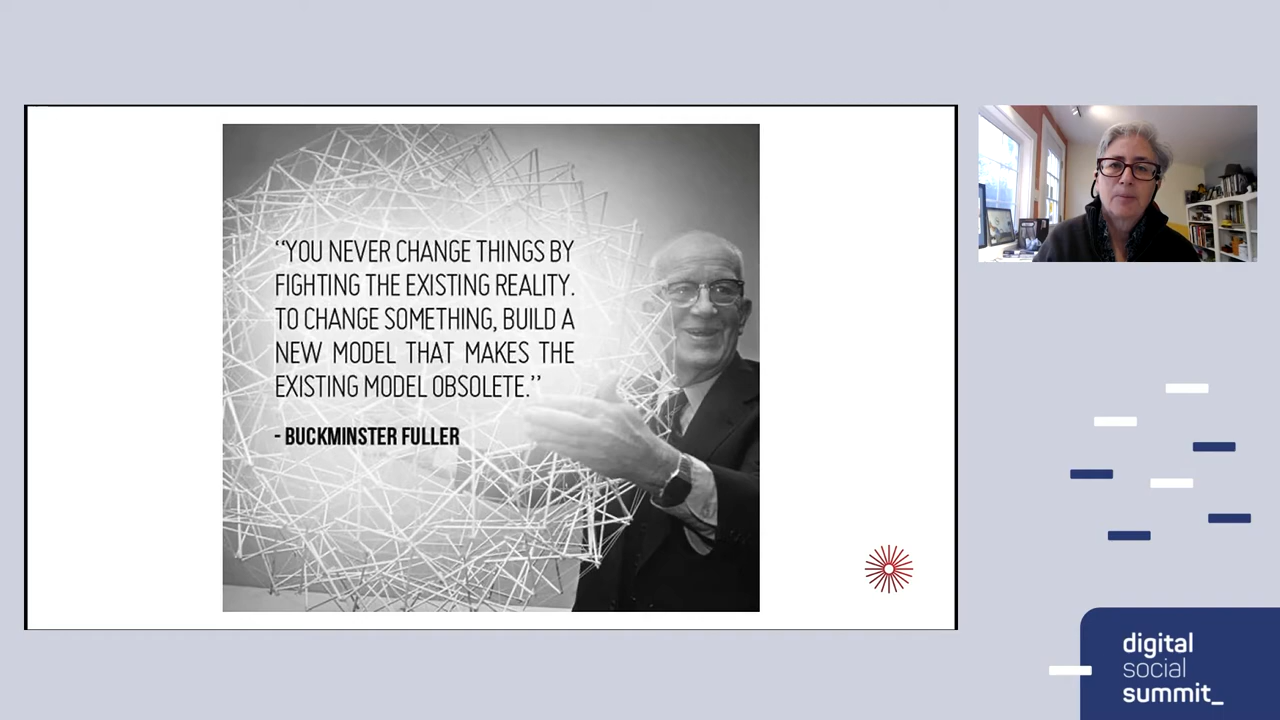 “YOU NEVER CHANGE THINGS BY
FIGHTING THE EXISTING REALITY.
TO CHANGE SOMETHING, BUILD A
NEW MODEL THAT MAKES THE
EXISTING MODEL OBSOLETE.”
- BUCKMINSTER FULLER
digital
social
summit_